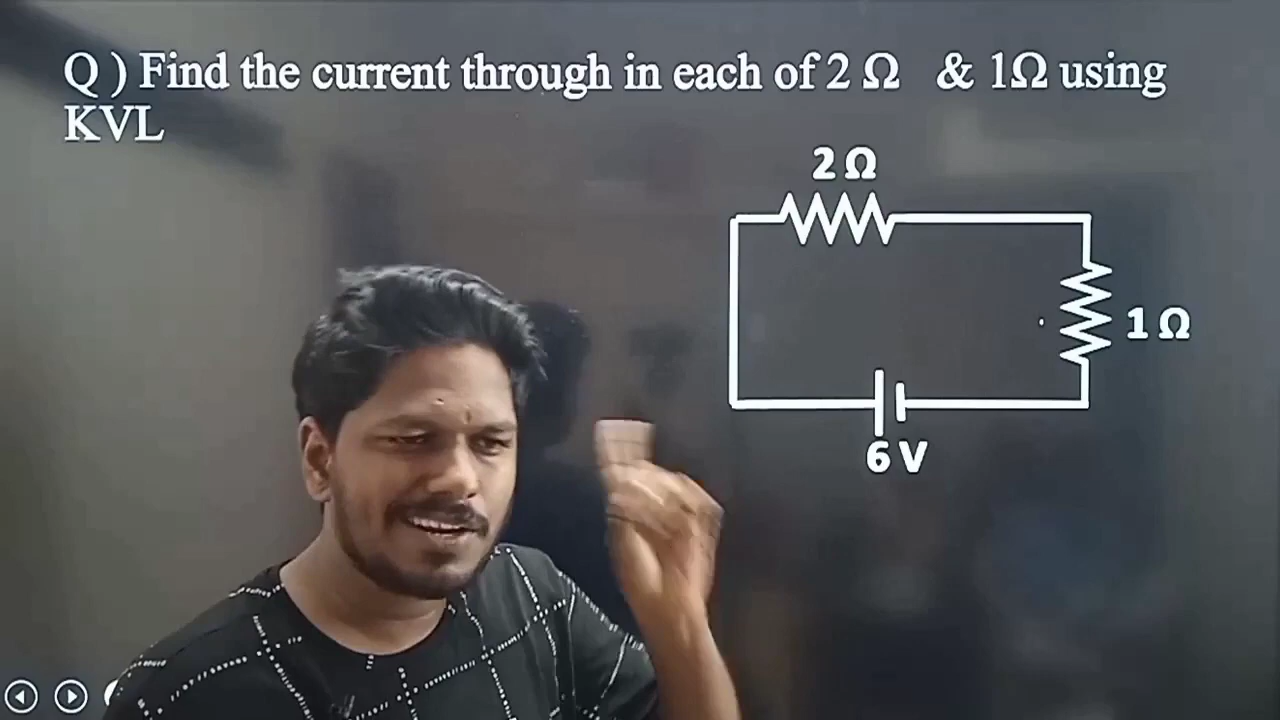 Q ) Find the current through in each of 2 Ω & 1Ω using
KVL
2 Ω
1 Ω
6 V